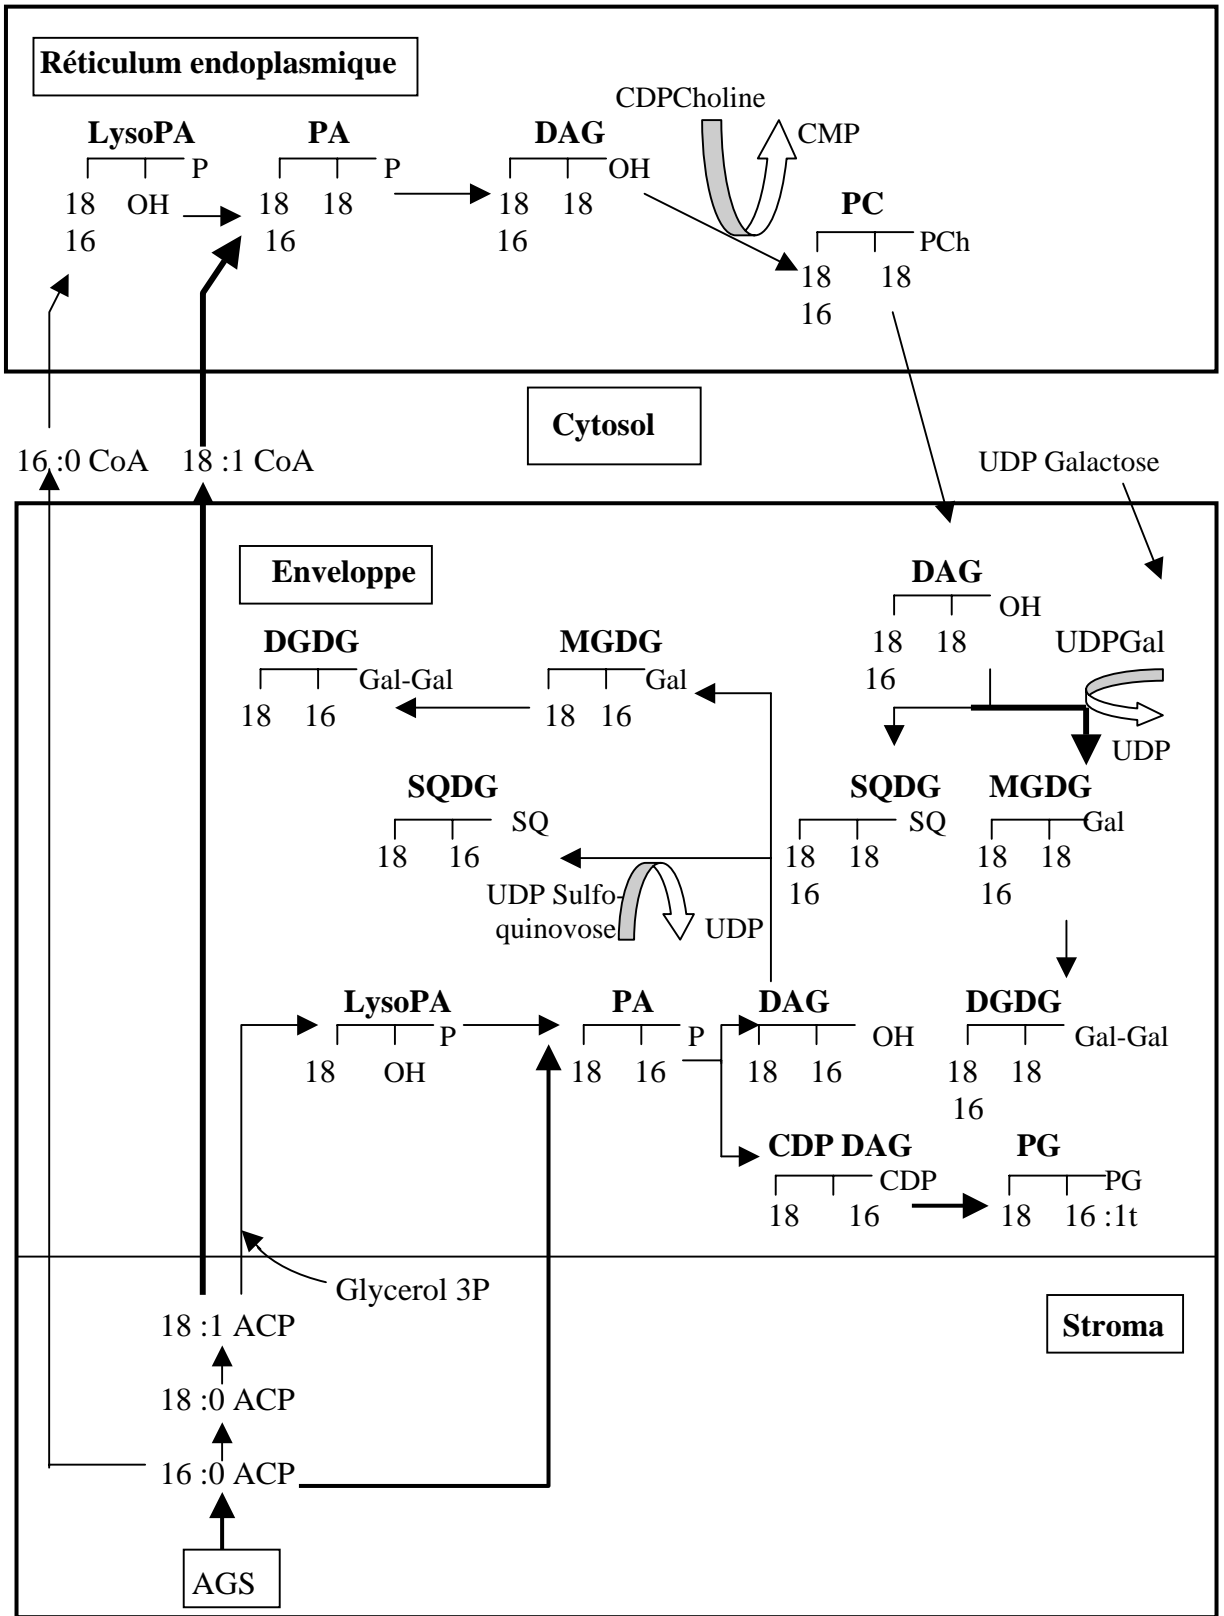 Réticulum endoplasmique
CDPCholine
LysoPA PA DAG CMP
P P OH
18 OH 18 18 18 18 PC
16 16 16 PCh
18 18
16
Cytosol
16 :0 CoA 18 :1 CoA UDP Galactose
Enveloppe DAG
OH
DGDG MGDG 18 18 UDPGal
Gal-Gal Gal 16
18 16 18 16
UDP
SQDG SQDG MGDG
SQ SQ Gal
18 16 18 18 18 18
UDP Sulfo- 16 16
quinovose UDP
LysoPA PA DAG DGDG
P P OH Gal-Gal
18 OH 18 16 18 16 18 18
16
CDP DAG PG
CDP PG
18 16 18 16 :1t
Glycerol 3P
18 :1 ACP Stroma
18 :0 ACP
16 :0 ACP
AGS